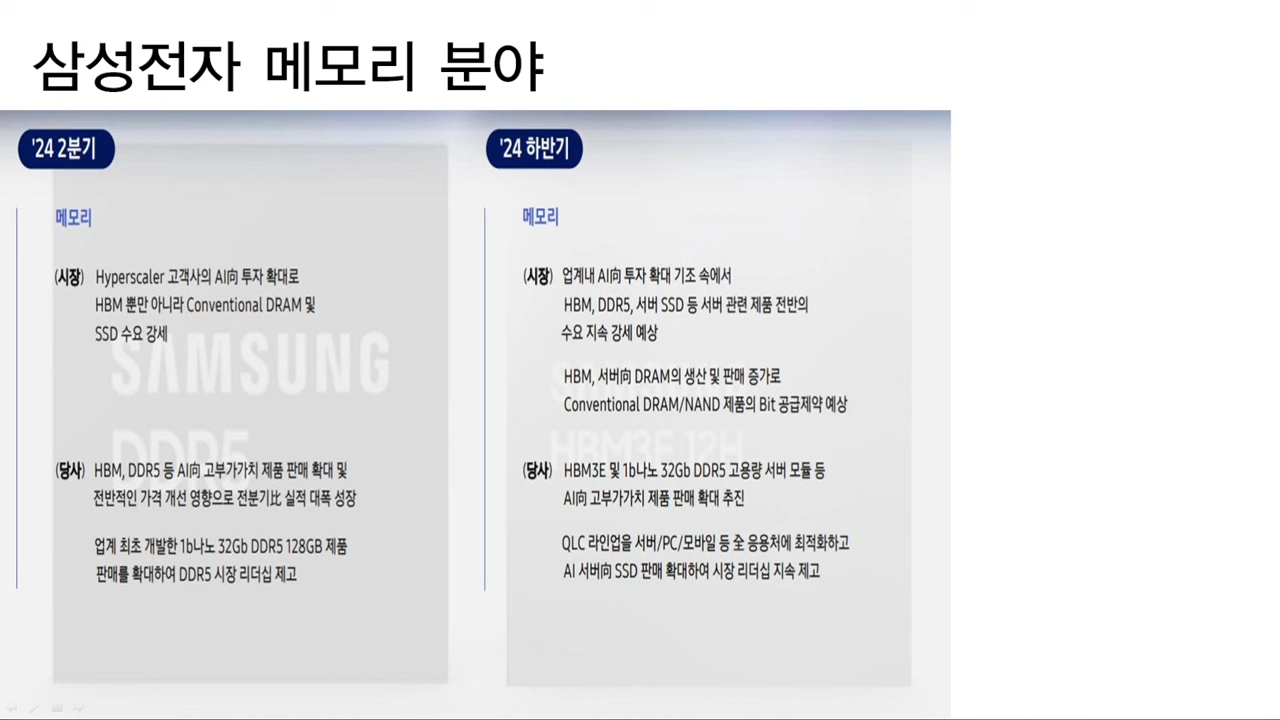 삼성전자 메모리 분야
'24 2분기
메모리
(시장) Hyperscaler 고객사의 AI向 투자 확대로
HBM 뿐만 아니라 Conventional DRAM 및
SSD 수요 강세
SAMSUNG
DDR5
(당사) HBM, DDR5 등 AI向 고부가가치 제품 판매 확대 및
전반적인 가격 개선 영향으로 전분기比 실적 대폭 성장
업계 최초 개발한 1b나노 32Gb DDR5 128GB 제품
판매를 확대하여 DDR5 시장 리더십 제고
'24 하반기
메모리
(시장) 업계내 AI向 투자 확대 기조 속에서
HBM, DDR5, 서버 SSD 등 서버 관련 제품 전반의
수요 지속 강세 예상
HBM, 서버向 DRAM의 생산 및 판매 증가로
Conventional DRAM/NAND 제품의 Bit 공급제약 예상
HBM3E 12H
(당사) HBM3E 및 1b나노 32Gb DDR5 고용량 서버 모듈 등
AI向 고부가가치 제품 판매 확대 추진
QLC 라인업을 서버/PC/모바일 등 全 응용처에 최적화하고
AI 서버向 SSD 판매 확대하여 시장 리더십 지속 제고